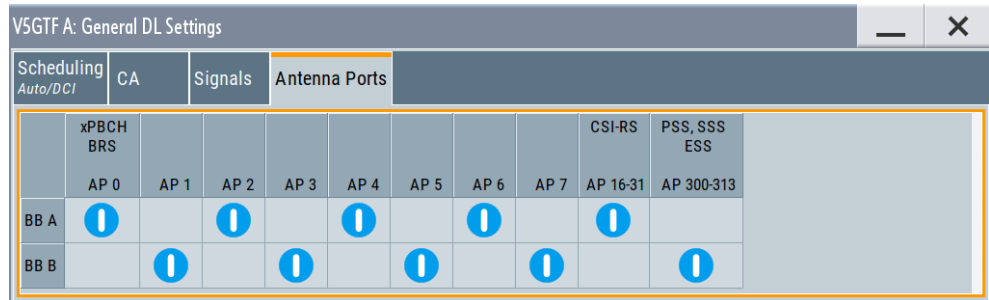 V5GTF A: General DL Settings
Scheduling
Auto/DCI
CA
Signals
Antenna Ports
xPBCH
BRS
CSI-RS
PSS, SSS
ESS
AP 0 AP 1 AP 2 AP 3 AP 4 AP 5 AP 6 AP 7 AP 16-31 AP 300-313
BB A
BB B